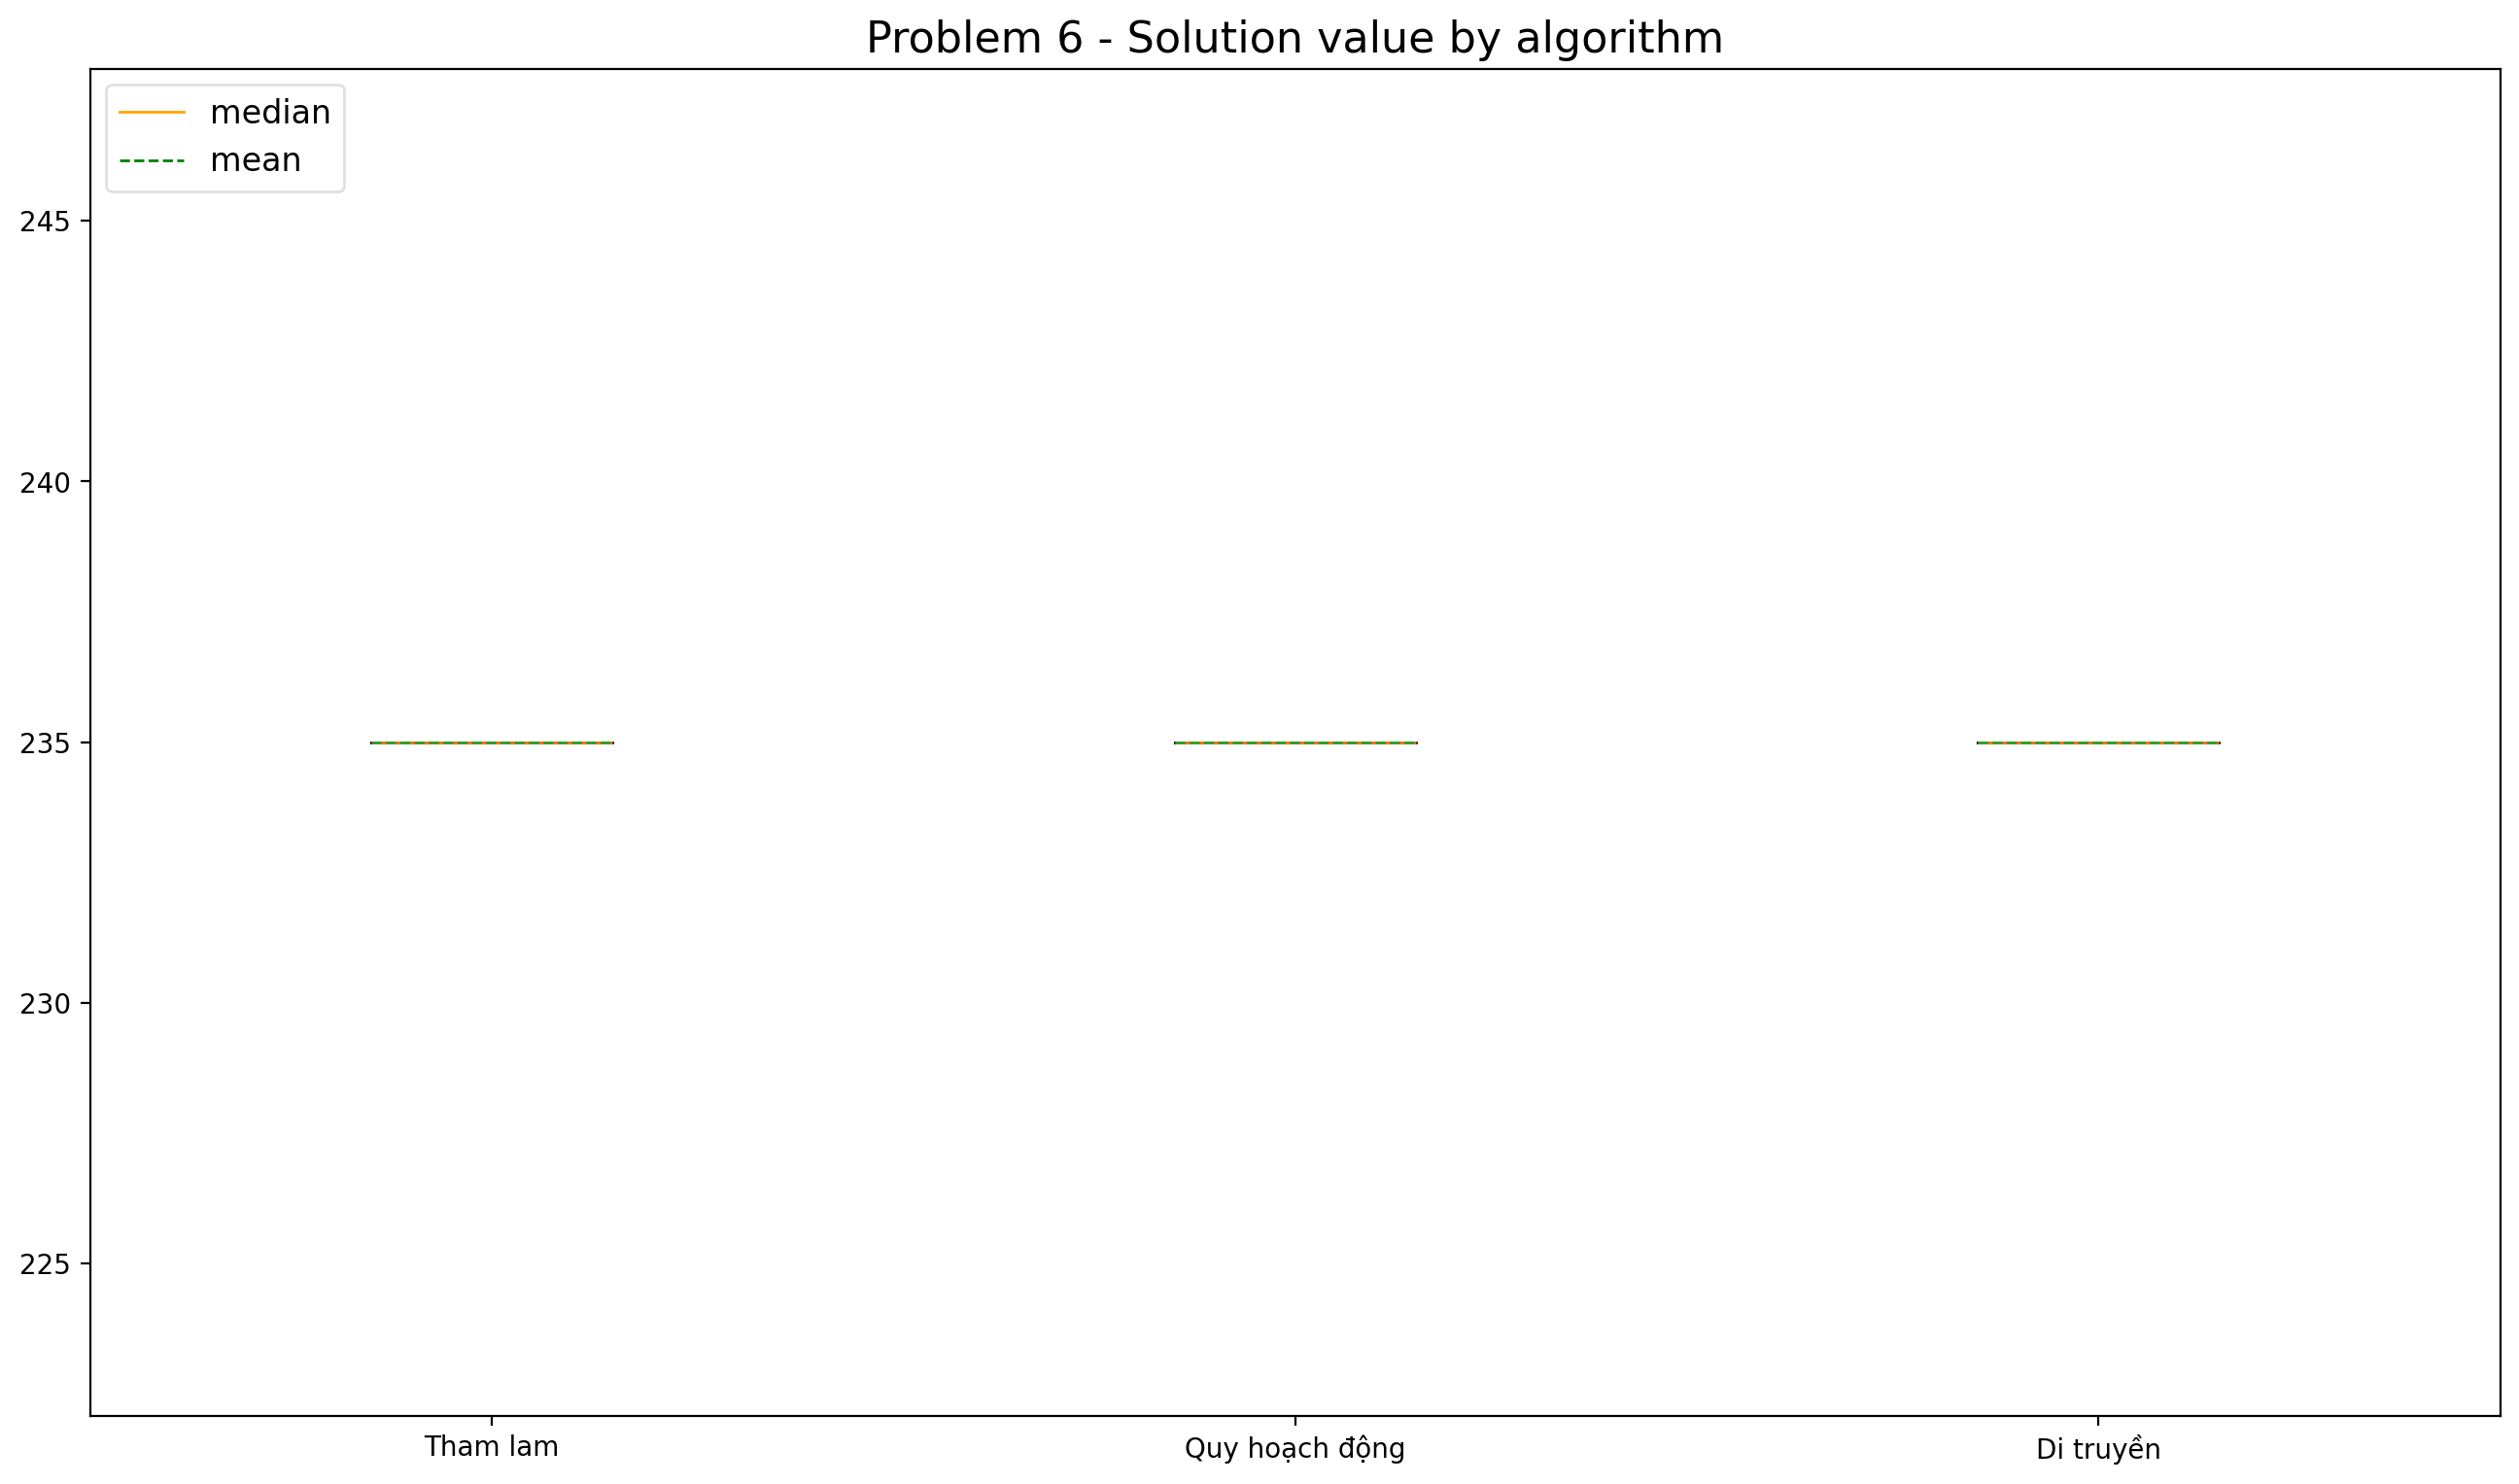 Problem 6 - Solution value by algorithm
median
mean
245
240
235
230
225
Tham lam
Quy hoạch động
Di truyền